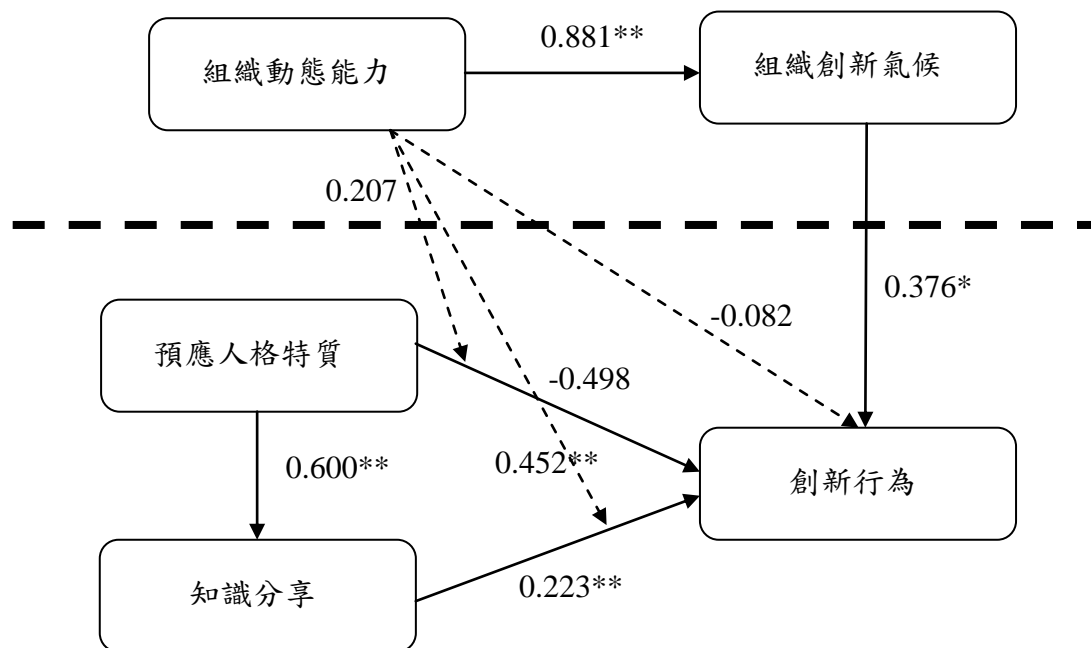 0.881**
組織動態能力
組織創新氣候
0.207
0.376*
-0.082
預應人格特質
-0.498
0.600**
0.452**
創新行為
知識分享
0.223**